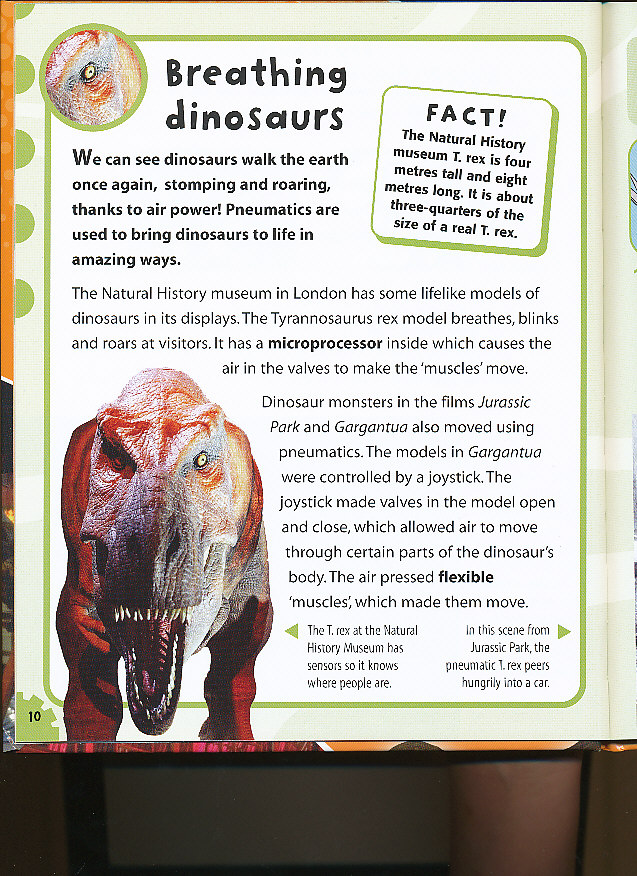 Breathing
dinosaurs
We can see dinosaurs walk the earth
once again, stomping and roaring,
thanks to air power! Pneumatics are
used to bring dinosaurs to life in
amazing ways.
FACT!
The Natural History
museum T. rex is four
metres tall and eight
metres long. It is about
three-quarters of the
size of a real T. rex.
The Natural History museum in London has some lifelike models of
dinosaurs in its displays. The Tyrannosaurus rex model breathes, blinks
and roars at visitors. It has a microprocessor inside which causes the
air in the valves to make the ‘muscles’ move.
Dinosaur monsters in the films Jurassic
Park and Gargantua also moved using
pneumatics. The models in Gargantua
were controlled by a joystick. The
joystick made valves in the model open
and close, which allowed air to move
through certain parts of the dinosaur’s
body. The air pressed flexible
‘muscles’, which made them move.
The T. rex at the Natural
History Museum has
sensors so it knows
where people are.
In this scene from
Jurassic Park, the
pneumatic T. rex peers
hungrily into a car.
10